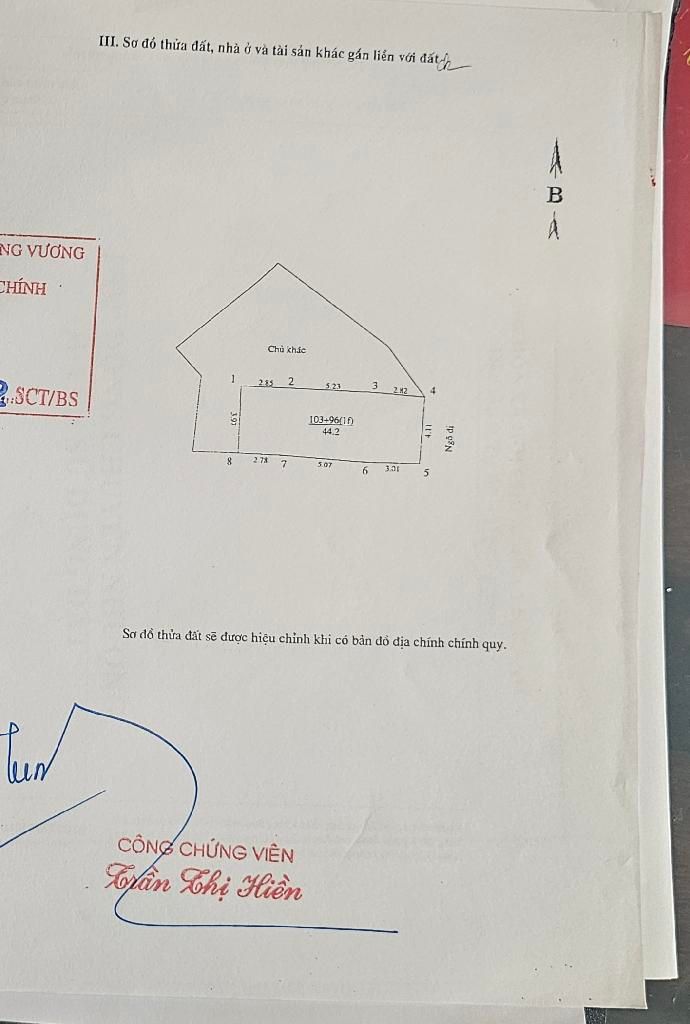 III. Sơ đồ thửa đất, nhà ở và tài sản khác gắn liền với đất
B
NG VƯƠNG
CHÍNH
SCT/BS
Chủ khác
1 2.85 2 5.23 3 2.82 4
3.97
103+96(1f)
44.2
4.11
Ngõ đi
8 2.78 7 5.07 6 3.01 5
Sơ đồ thửa đất sẽ được hiệu chỉnh khi có bản đồ địa chính chính quy.
CÔNG CHỨNG VIÊN
Trần Thị Hiền